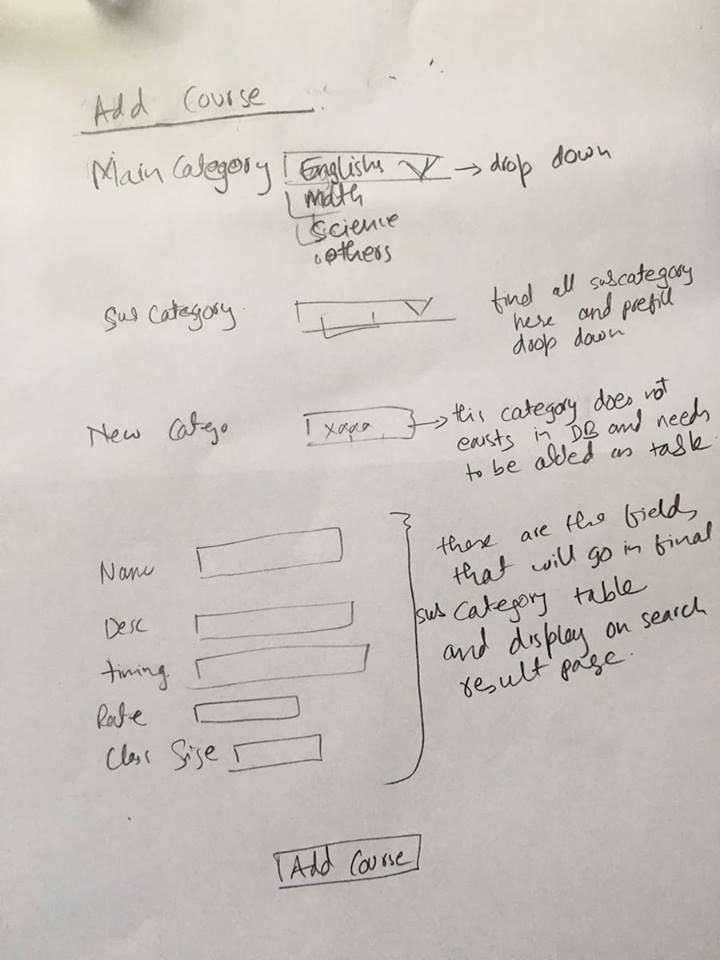 Add Course
Main Category English → drop down
Math
Science
others
Sub Category
find all subcategory
here and prefill
drop down
New Catego xaxa → this category does not
exists in DB and needs
to be added as task.
Name
Desc
timing
Rate
Class Size
these are the fields
that will go in final
sub category table
and display on search
result page.
Add Course